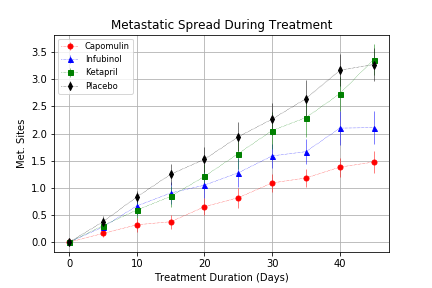 Metastatic Spread During Treatment
Capomulin
Infubinol
Ketapril
Placebo
Met. Sites
3.5
3.0
2.5
2.0
1.5
1.0
0.5
0.0
0 10 20 30 40
Treatment Duration (Days)